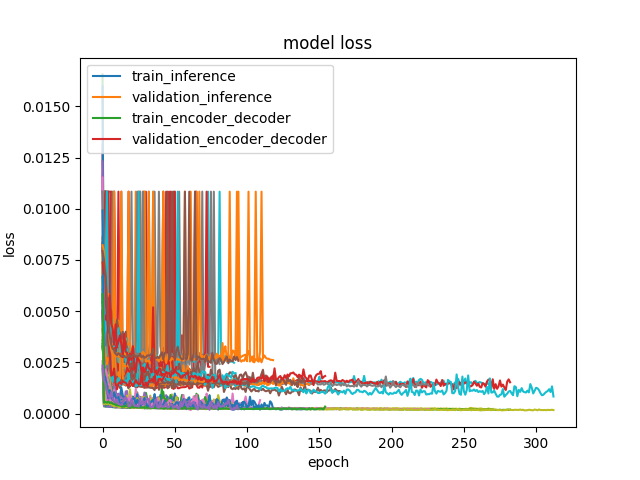 model loss
train_inference
validation_inference
train_encoder_decoder
validation_encoder_decoder
0.0150
0.0125
0.0100
0.0075
0.0050
0.0025
0.0000
loss
0 50 100 150 200 250 300
epoch